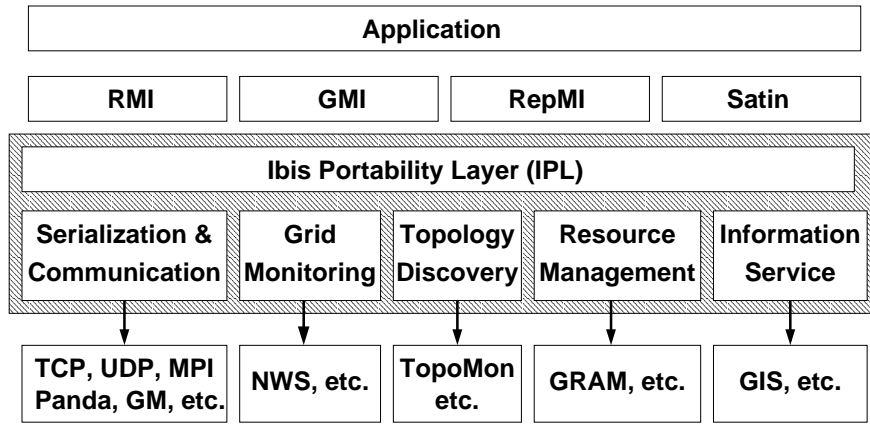 Application
RMI
GMI
RepMI
Satin
Ibis Portability Layer (IPL)
Serialization &
Communication
Grid
Monitoring
Topology
Discovery
Resource
Management
Information
Service
TCP, UDP, MPI
Panda, GM, etc.
NWS, etc.
TopoMon
etc.
GRAM, etc.
GIS, etc.